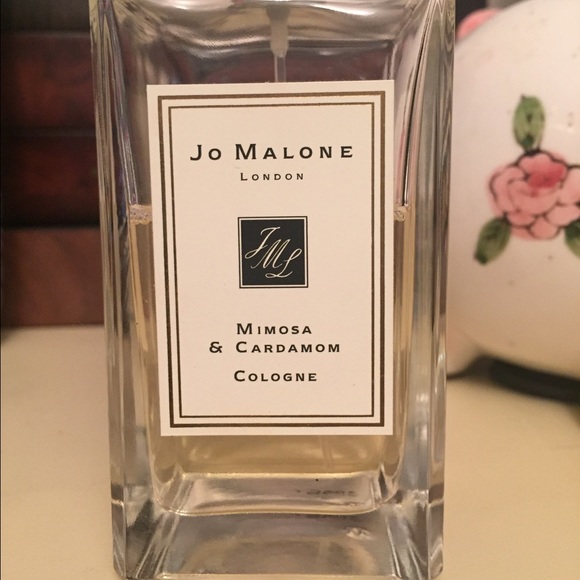 Jo Malone
London
JML
Mimosa
& Cardamom
Cologne